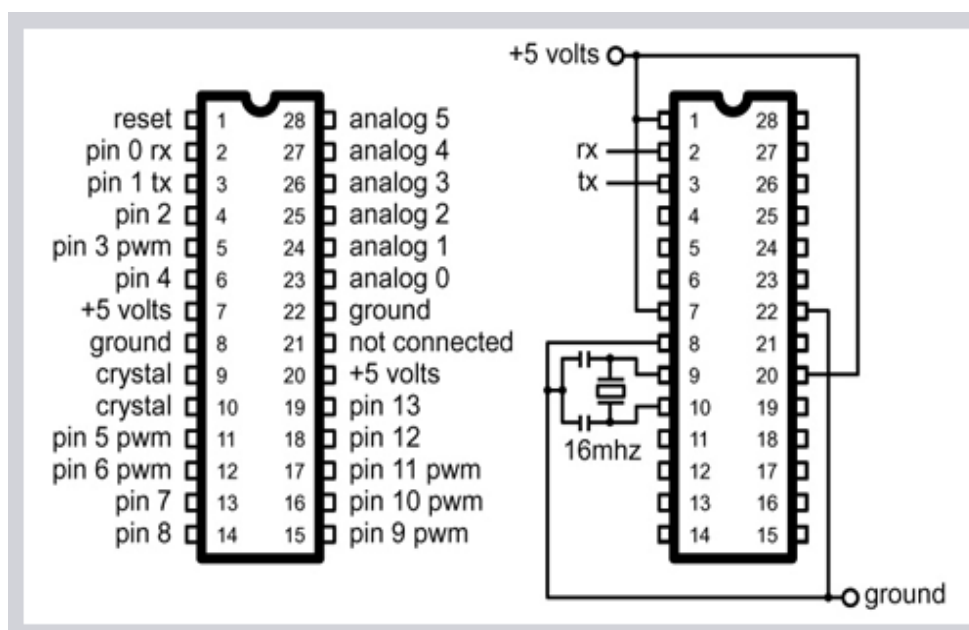 +5 volts
reset 1 28 analog 5
pin 0 rx 2 27 analog 4
pin 1 tx 3 26 analog 3
pin 2 4 25 analog 2
pin 3 pwm 5 24 analog 1
pin 4 6 23 analog 0
+5 volts 7 22 ground
ground 8 21 not connected
crystal 9 20 +5 volts
crystal 10 19 pin 13
pin 5 pwm 11 18 pin 12
pin 6 pwm 12 17 pin 11 pwm
pin 7 13 16 pin 10 pwm
pin 8 14 15 pin 9 pwm
1 28
rx 2 27
tx 3 26
4 25
5 24
6 23
7 22
8 21
9 20
10 19
16mhz 11 18
12 17
13 16
14 15
ground